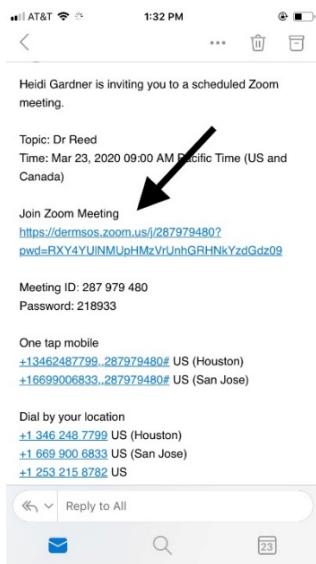 AT&T 1:32 PM
Heidi Gardner is inviting you to a scheduled Zoom
meeting.
Topic: Dr Reed
Time: Mar 23, 2020 09:00 AM Pacific Time (US and
Canada)
Join Zoom Meeting
https://dermsos.zoom.us/j/287979480?
pwd=RXY4YUlNMUpHMzVrUnhGRHNkYzdGdz09
Meeting ID: 287 979 480
Password: 218933
One tap mobile
+13462487799,,287979480# US (Houston)
+16699006833,,287979480# US (San Jose)
Dial by your location
+1 346 248 7799 US (Houston)
+1 669 900 6833 US (San Jose)
+1 253 215 8782 US
Reply to All
23